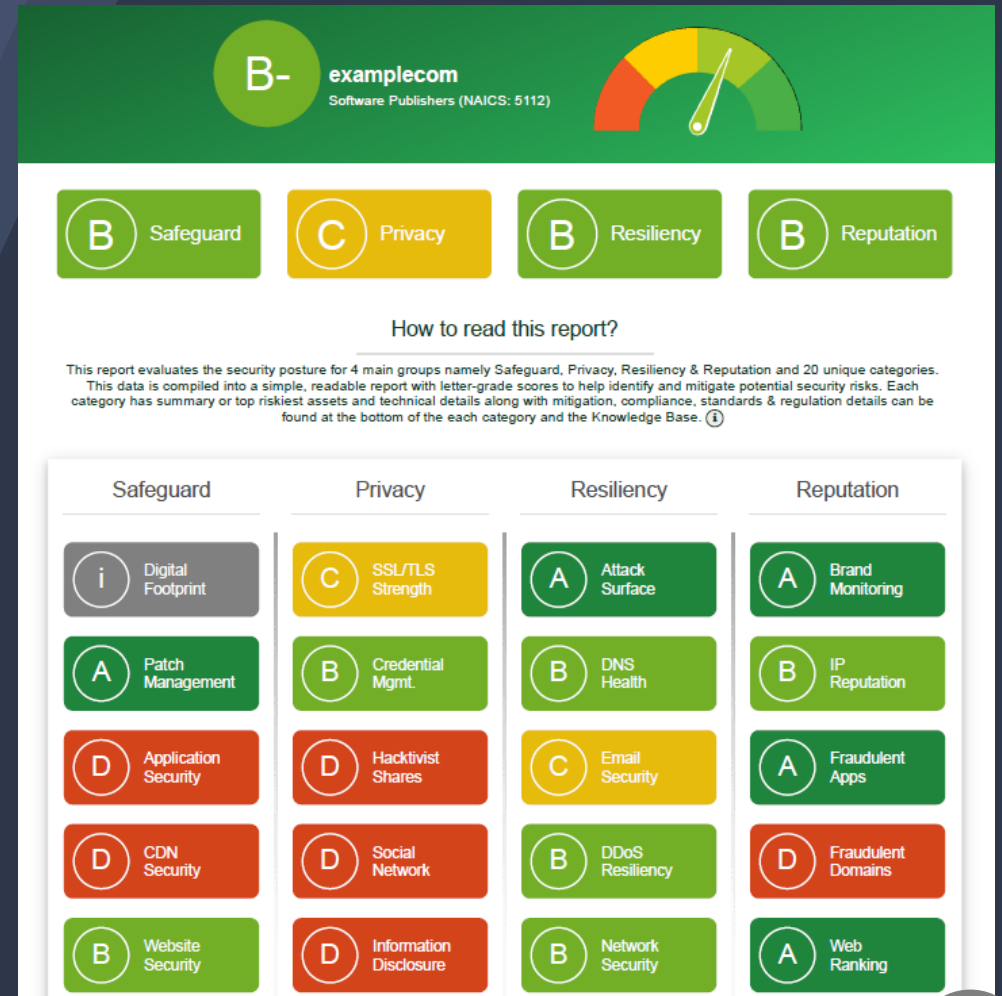 B-
examplecom
Software Publishers (NAICS: 5112)
B Safeguard
C Privacy
B Resiliency
B Reputation
How to read this report?
This report evaluates the security posture for 4 main groups namely Safeguard, Privacy, Resiliency & Reputation and 20 unique categories.
This data is compiled into a simple, readable report with letter-grade scores to help identify and mitigate potential security risks. Each
category has summary or top riskiest assets and technical details along with mitigation, compliance, standards & regulation details can be
found at the bottom of the each category and the Knowledge Base. i
Safeguard
i
Digital
Footprint
A
Patch
Management
D
Application
Security
D
CDN
Security
B
Website
Security
Privacy
C
SSL/TLS
Strength
B
Credential
Mgmt.
D
Hacktivist
Shares
D
Social
Network
D
Information
Disclosure
Resiliency
A
Attack
Surface
B
DNS
Health
C
Email
Security
B
DDoS
Resiliency
B
Network
Security
Reputation
A
Brand
Monitoring
B
IP
Reputation
A
Fraudulent
Apps
D
Fraudulent
Domains
A
Web
Ranking